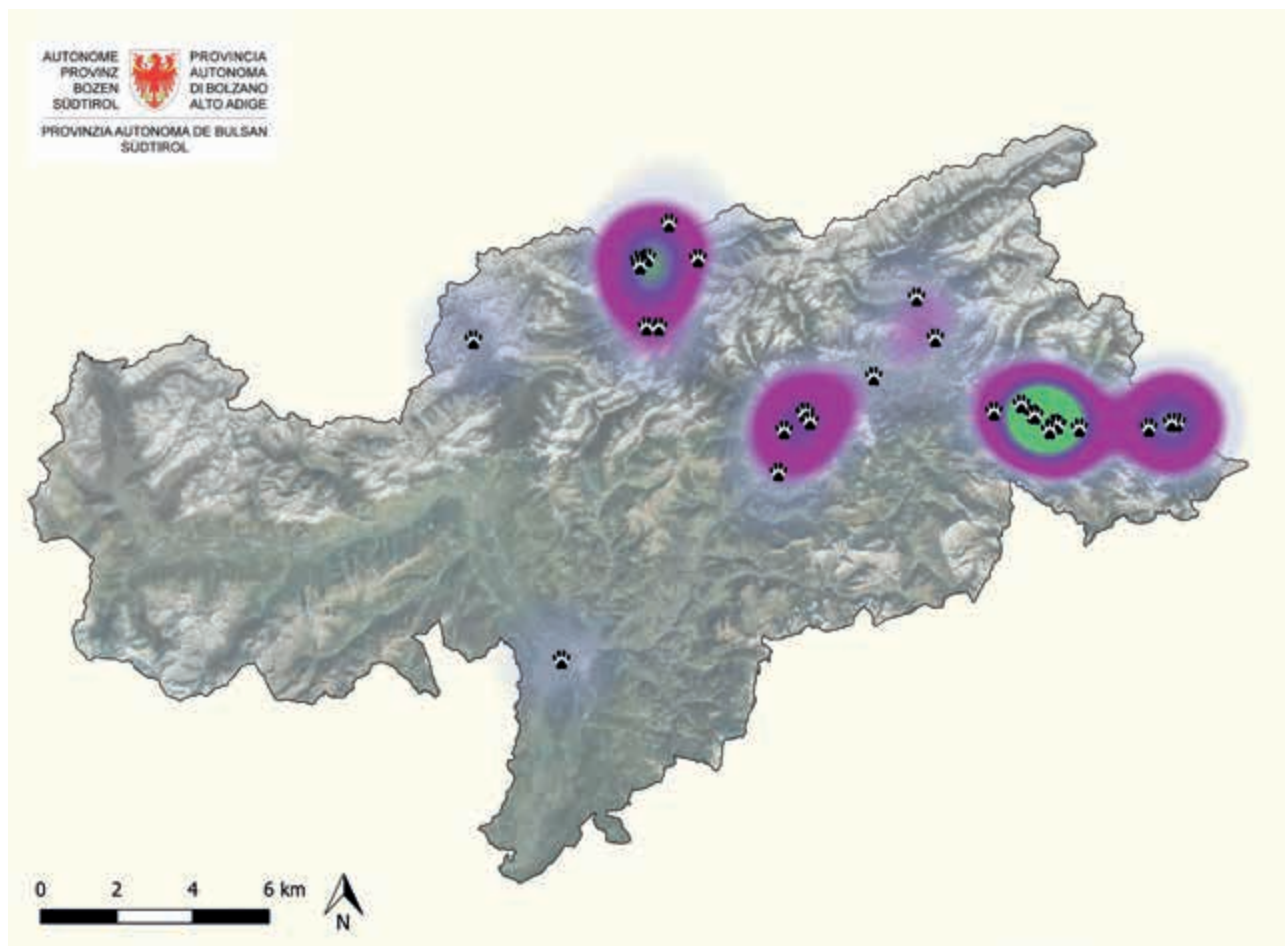 AUTONOME
PROVINZ
BOZEN
SÜDTIROL
PROVINCIA
AUTONOMA
DI BOLZANO
ALTO ADIGE
PROVINZIA AUTONOMA DE BULSAN
SÜDTIROL
0 2 4 6 km
N